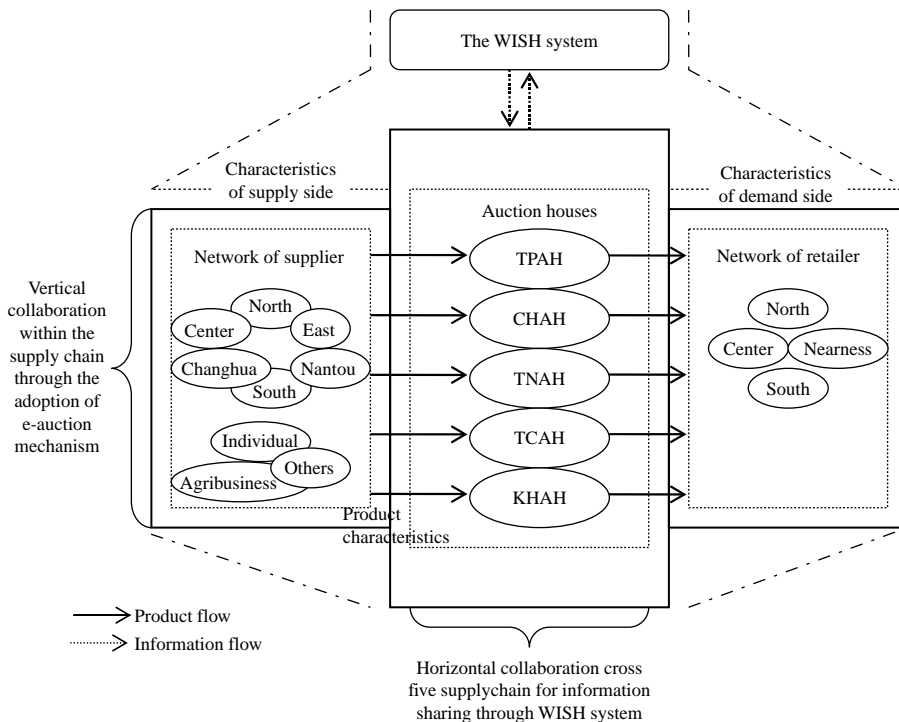 The WISH system
Characteristics
of supply side
Characteristics
of demand side
Auction houses
Network of supplier
TPAH
Network of retailer
Vertical
collaboration
within the
supply chain
through the
adoption of
e-auction
mechanism
North
Center
East
Changhua
Nantou
South
Individual
Others
Agribusiness
CHAH
TNAH
TCAH
KHAH
North
Center
Nearness
South
Product
characteristics
Product flow
Information flow
Horizontal collaboration cross
five supplychain for information
sharing through WISH system